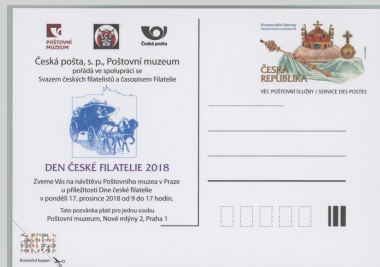 POŠTOVNÍ
MUZEUM
Česká pošta
Česká pošta, s. p., Poštovní muzeum
pořádá ve spolupráci se
Svazem českých filatelistů a časopisem Filatelie
DEN ČESKÉ FILATELIE 2018
Zveme Vás na návštěvu Poštovního muzea v Praze
u příležitosti Dne české filatelie
v pondělí 17. prosince 2018 od 9 do 17 hodin.
Tato pozvánka platí pro jednu osobu
Poštovní muzeum, Nové mlýny 2, Praha 1
Kontrolní kupon
ČESKÁ
REPUBLIKA
VĚC POŠTOVNÍ SLUŽBY / SERVICE DES POSTES